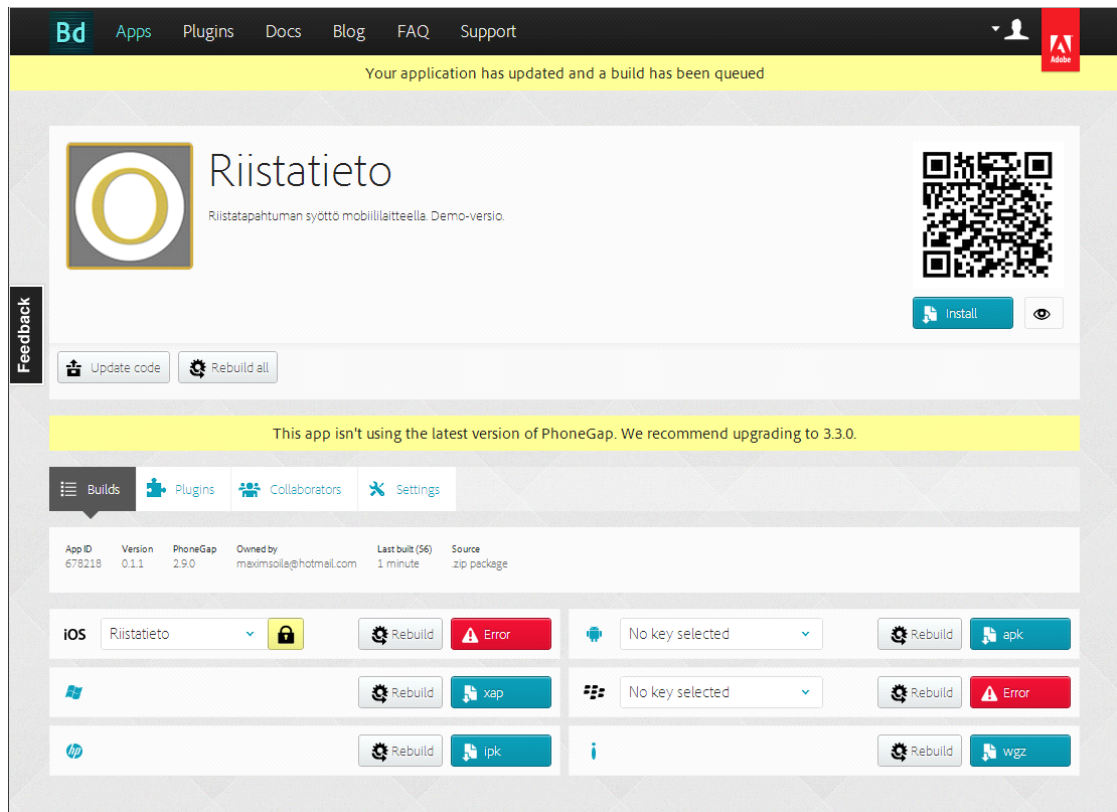 Bd Apps Plugins Docs Blog FAQ Support
Adobe
Your application has updated and a build has been queued
Riistatieto
Riistatapahtuman syöttö mobiililaitteella. Demo-versio.
Install
Feedback
Update code Rebuild all
This app isn't using the latest version of PhoneGap. We recommend upgrading to 3.3.0.
Builds Plugins Collaborators Settings
App ID Version PhoneGap Owned by Last built (56) Source
678218 0.1.1 2.9.0 maximsoila@hotmail.com 1 minute .zip package
iOS Riistatieto Rebuild Error No key selected Rebuild apk
Rebuild xap No key selected Rebuild Error
hp Rebuild ipk Rebuild wgz